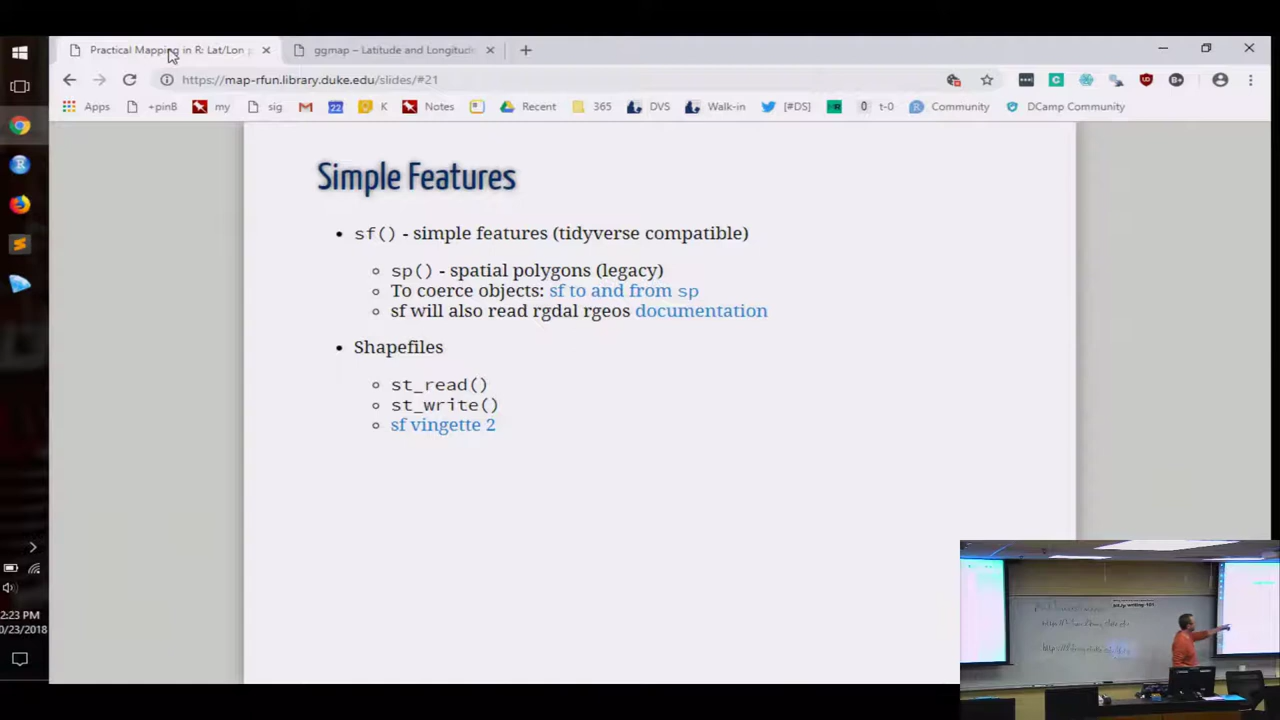 Practical Mapping in R: Lat/Lon
ggmap – Latitude and Longitude
https://map-rfun.library.duke.edu/slides/#21
Apps +pinB my sig 22 K Notes Recent 365 DVS Walk-in [#DS] t-0 Community DCamp Community
Simple Features
sf() - simple features (tidyverse compatible)
sp() - spatial polygons (legacy)
To coerce objects: sf to and from sp
sf will also read rgdal rgeos documentation
Shapefiles
st_read()
st_write()
sf vingette 2
2:23 PM
0/23/2018